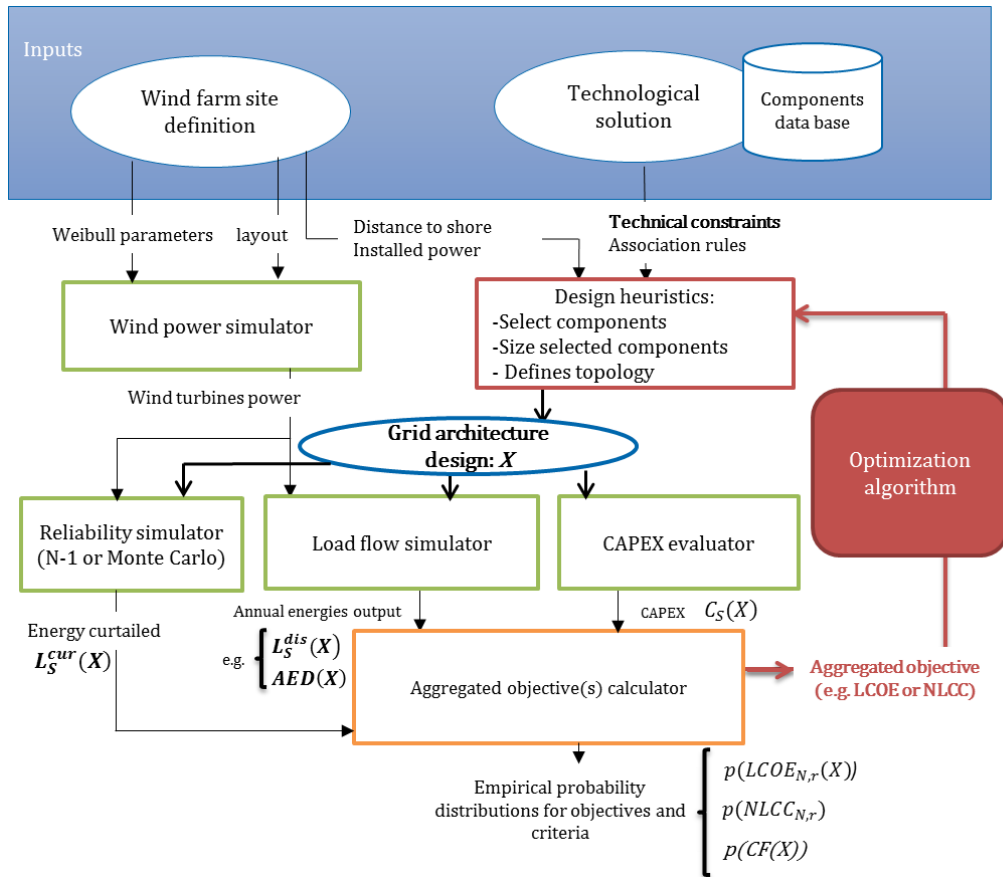 Inputs
Wind farm site
definition
Technological
solution
Components
data base
Weibull parameters
layout
Distance to shore
Installed power
Technical constraints
Association rules
Wind power simulator
Design heuristics:
-Select components
-Size selected components
- Defines topology
Wind turbines power
Grid architecture
design: X
Optimization
algorithm
Reliability simulator
(N-1 or Monte Carlo)
Load flow simulator
CAPEX evaluator
Energy curtailed
L_S^{cur}(X)
Annual energies output
e.g.
L_S^{dis}(X)
AED(X)
CAPEX C_S(X)
Aggregated objective(s) calculator
Aggregated objective
(e.g. LCOE or NLCC)
Empirical probability
distributions for objectives and
criteria
p(LCOE_{N,r}(X))
p(NLCC_{N,r})
p(CF(X))